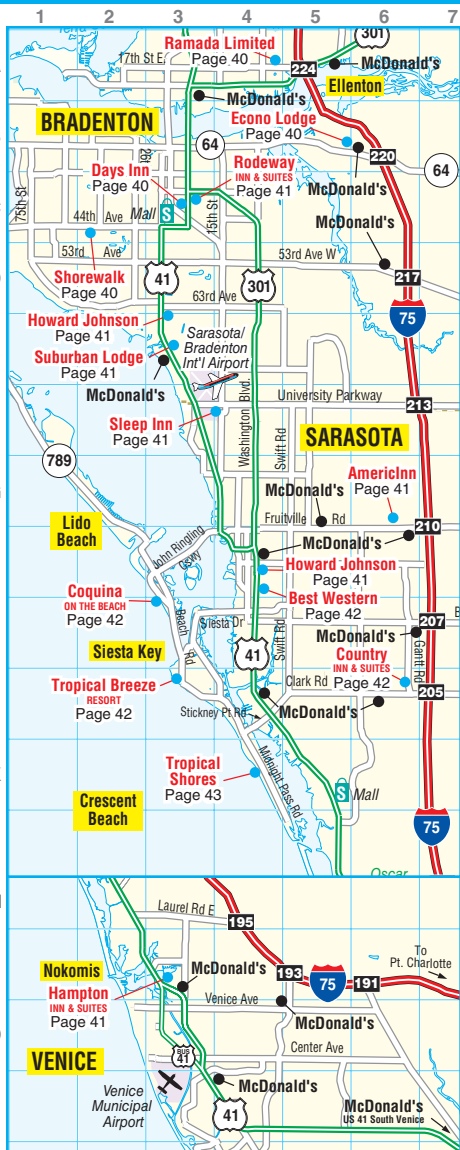 1 2 3 4 5 6 7
Ramada Limited
Page 40
301
17th St E
224
McDonald's
Ellenton
McDonald's
BRADENTON
Econo Lodge
Page 40
64
26t
220
Days Inn
Page 40
Rodeway
INN & SUITES
Page 41
McDonald's
64
75th St
44th Ave
Mall
S
15th St
McDonald's
53rd Ave
53rd Ave W
Shorewalk
Page 40
41
301
217
63rd Ave
Howard Johnson
Page 41
75
Suburban Lodge
Page 41
Sarasota/
Bradenton
Int'l Airport
McDonald's
Washington Blvd.
University Parkway
213
Sleep Inn
Page 41
Swift Rd
SARASOTA
789
AmericInn
Page 41
McDonald's
Lido
Beach
Fruitville Rd
210
John Ringling
Cswy
McDonald's
Howard Johnson
Page 41
Coquina
ON THE BEACH
Page 42
Best Western
Page 42
Beach Rd
Siesta Dr
Swift Rd
207
B
McDonald's
Gantt Rd
Siesta Key
41
Country
INN & SUITES
Page 42
Tropical Breeze
RESORT
Page 42
Clark Rd
205
McDonald's
Stickney Pt Rd
Tropical
Shores
Page 43
Midnight Pass Rd
S
Mall
Crescent
Beach
75
Oscar
Laurel Rd E
195
To
Pt. Charlotte
Nokomis
McDonald's
193
75
191
Hampton
INN & SUITES
Page 41
Venice Ave
McDonald's
VENICE
BUS
41
Center Ave
Venice
Municipal
Airport
McDonald's
41
McDonald's
US 41 South Venice